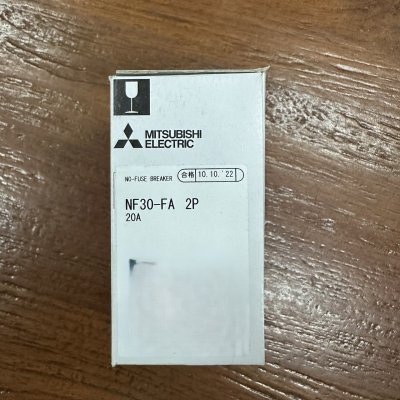 MITSUBISHI
ELECTRIC
NO-FUSE BREAKER 合格 10.10.'22
NF30-FA 2P
20A